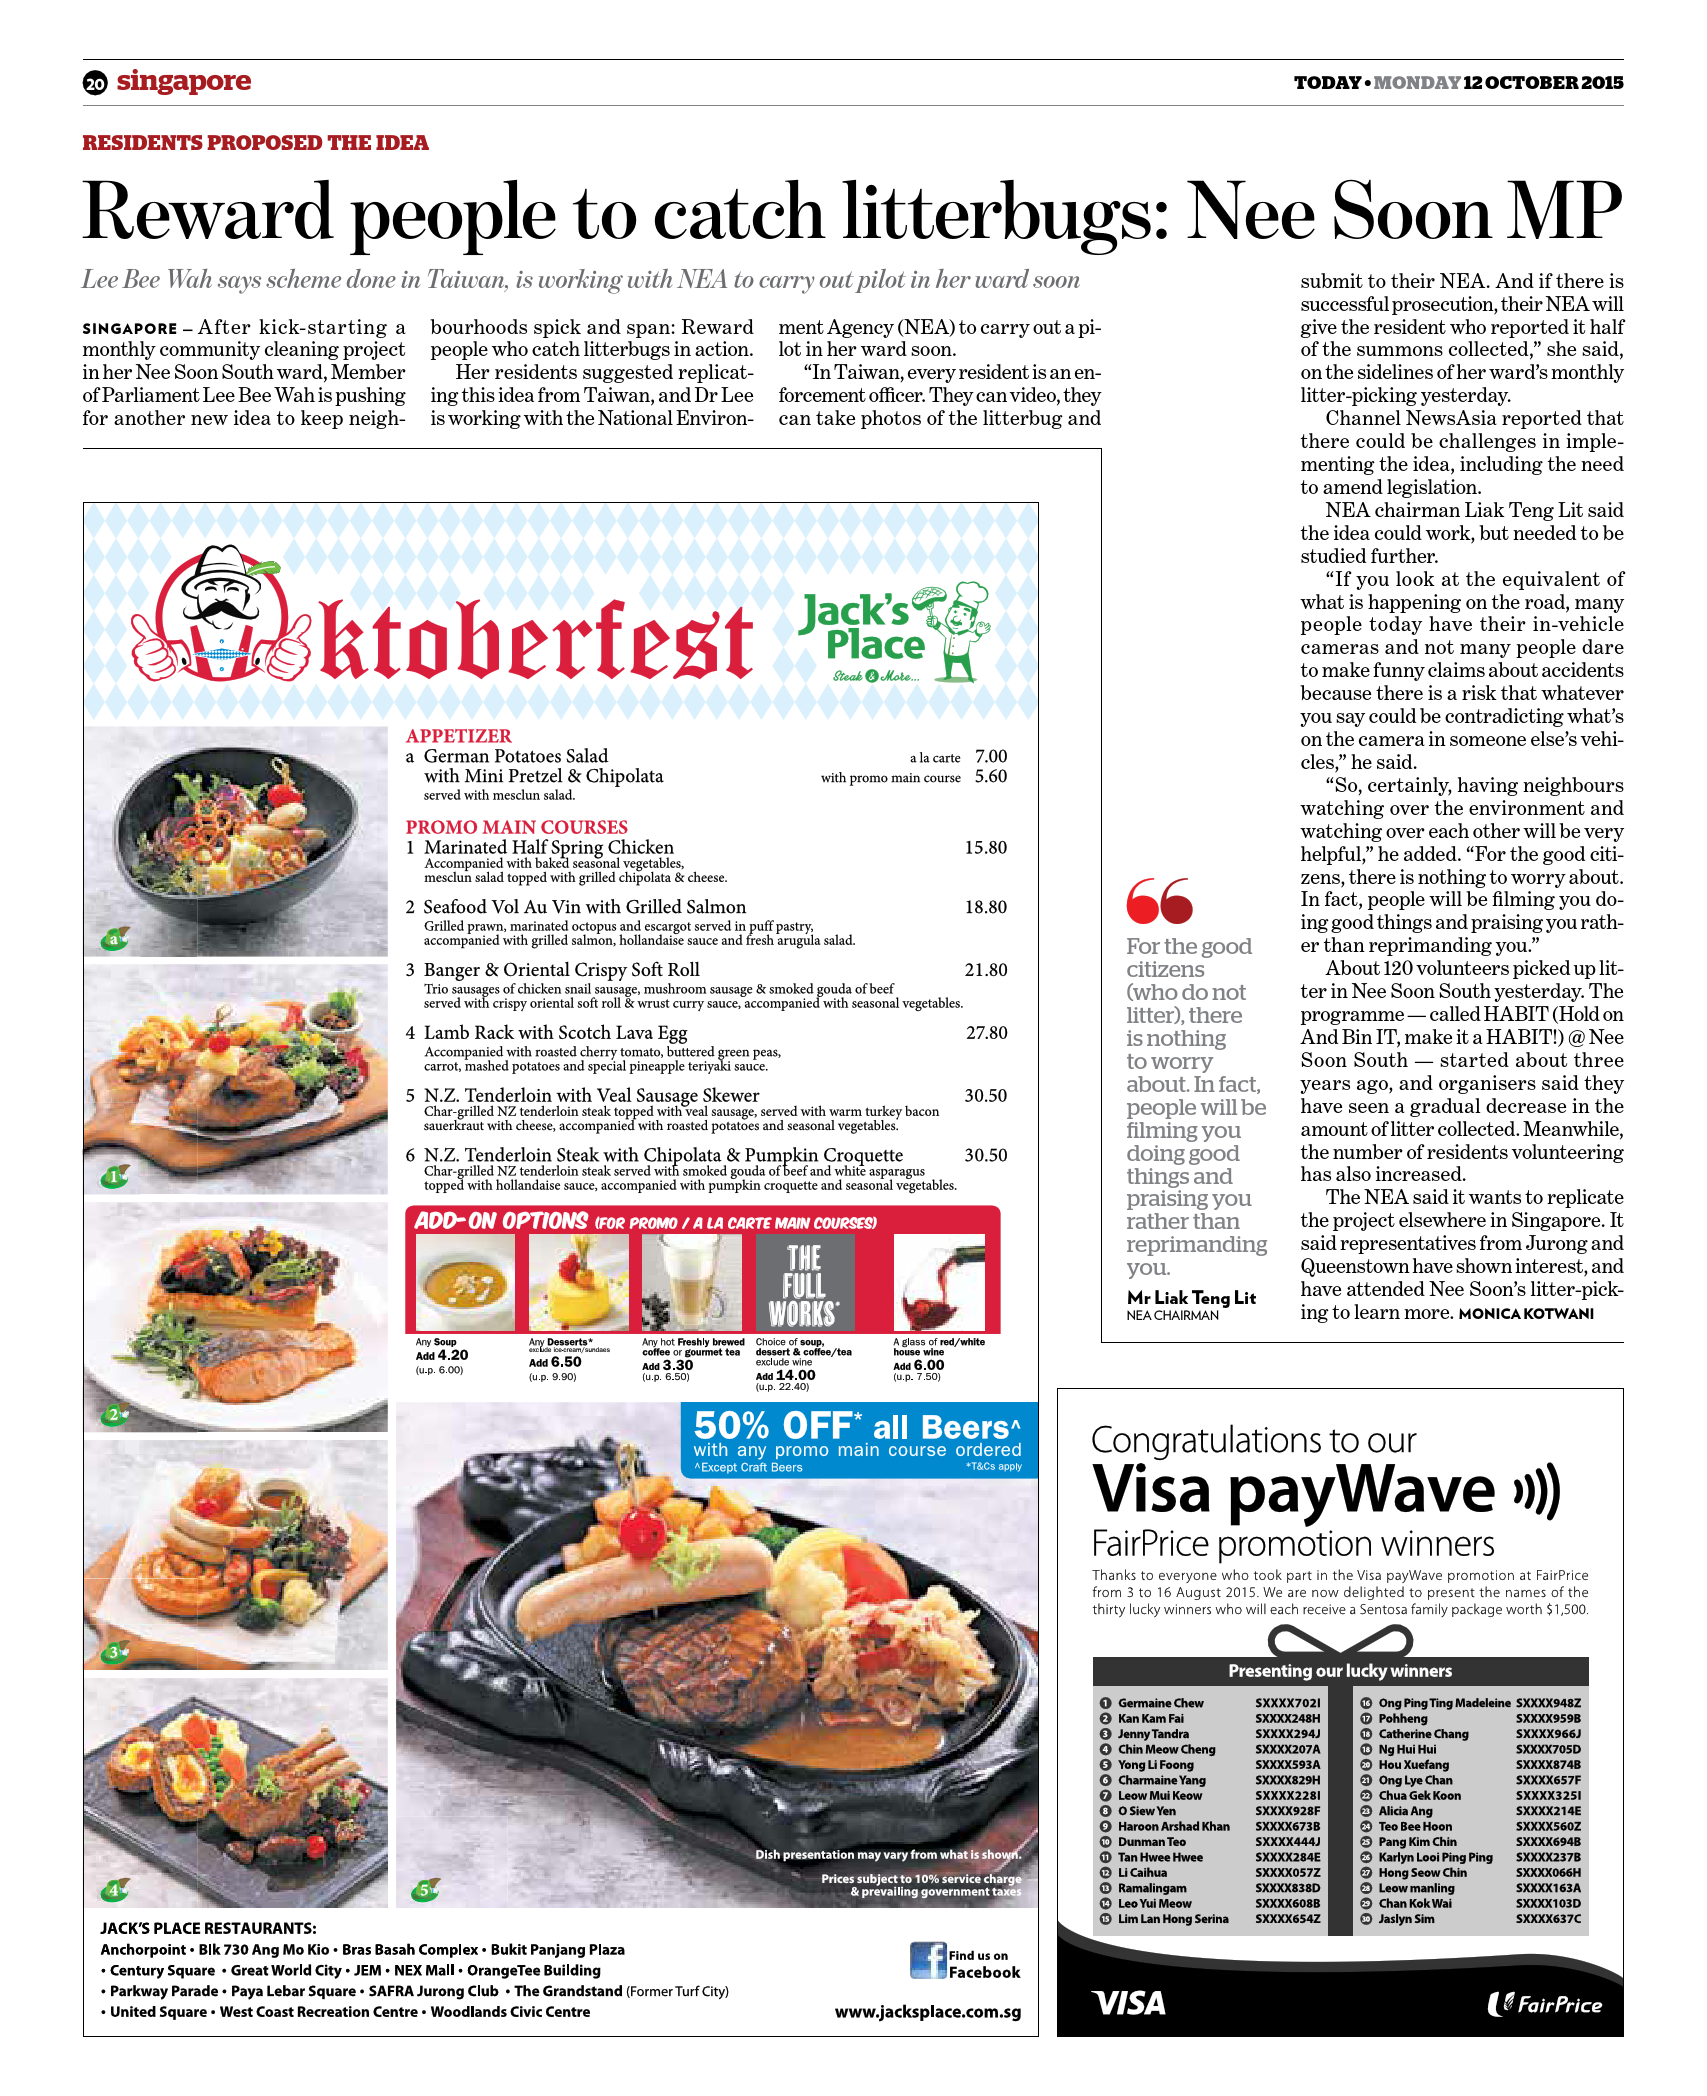 20 singapore
TODAY • MONDAY 12 OCTOBER 2015
RESIDENTS PROPOSED THE IDEA
Reward people to catch litterbugs: Nee Soon MP
Lee Bee Wah says scheme done in Taiwan, is working with NEA to carry out pilot in her ward soon
SINGAPORE – After kick-starting a
monthly community cleaning project
in her Nee Soon South ward, Member
of Parliament Lee Bee Wah is pushing
for another new idea to keep neigh-
bourhoods spick and span: Reward
people who catch litterbugs in action.
Her residents suggested replicat-
ing this idea from Taiwan, and Dr Lee
is working with the National Environ-
ment Agency (NEA) to carry out a pi-
lot in her ward soon.
“In Taiwan, every resident is an en-
forcement officer. They can video, they
can take photos of the litterbug and
submit to their NEA. And if there is
successful prosecution, their NEA will
give the resident who reported it half
of the summons collected,” she said,
on the sidelines of her ward’s monthly
litter-picking yesterday.
Channel NewsAsia reported that
there could be challenges in imple-
menting the idea, including the need
to amend legislation.
NEA chairman Liak Teng Lit said
the idea could work, but needed to be
studied further.
“If you look at the equivalent of
what is happening on the road, many
people today have their in-vehicle
cameras and not many people dare
to make funny claims about accidents
because there is a risk that whatever
you say could be contradicting what’s
on the camera in someone else’s vehi-
cles,” he said.
“So, certainly, having neighbours
watching over the environment and
watching over each other will be very
helpful,” he added. “For the good citi-
zens, there is nothing to worry about.
In fact, people will be filming you do-
ing good things and praising you rath-
er than reprimanding you.”
About 120 volunteers picked up lit-
ter in Nee Soon South yesterday. The
programme — called HABIT (Hold on
And Bin IT, make it a HABIT!) @ Nee
Soon South — started about three
years ago, and organisers said they
have seen a gradual decrease in the
amount of litter collected. Meanwhile,
the number of residents volunteering
has also increased.
The NEA said it wants to replicate
the project elsewhere in Singapore. It
said representatives from Jurong and
Queenstown have shown interest, and
have attended Nee Soon’s litter-pick-
ing to learn more. MONICA KOTWANI
For the good
citizens
(who do not
litter), there
is nothing
to worry
about. In fact,
people will be
filming you
doing good
things and
praising you
rather than
reprimanding
you.
Mr Liak Teng Lit
NEA CHAIRMAN
ktoberfest
Jack's
Place
Steak & More...
APPETIZER
a German Potatoes Salad a la carte 7.00
with Mini Pretzel & Chipolata with promo main course 5.60
served with mesclun salad.
PROMO MAIN COURSES
1 Marinated Half Spring Chicken 15.80
Accompanied with baked seasonal vegetables,
mesclun salad topped with grilled chipolata & cheese.
2 Seafood Vol Au Vin with Grilled Salmon 18.80
Grilled prawn, marinated octopus and escargot served in puff pastry,
accompanied with grilled salmon, hollandaise sauce and fresh arugula salad.
3 Banger & Oriental Crispy Soft Roll 21.80
Trio sausages of chicken snail sausage, mushroom sausage & smoked gouda of beef
served with crispy oriental soft roll & wrust curry sauce, accompanied with seasonal vegetables.
4 Lamb Rack with Scotch Lava Egg 27.80
Accompanied with roasted cherry tomato, buttered green peas,
carrot, mashed potatoes and special pineapple teriyaki sauce.
5 N.Z. Tenderloin with Veal Sausage Skewer 30.50
Char-grilled NZ tenderloin steak topped with veal sausage, served with warm turkey bacon
sauerkraut with cheese, accompanied with roasted potatoes and seasonal vegetables.
6 N.Z. Tenderloin Steak with Chipolata & Pumpkin Croquette 30.50
Char-grilled NZ tenderloin steak served with smoked gouda of beef and white asparagus
topped with hollandaise sauce, accompanied with pumpkin croquette and seasonal vegetables.
a
1
2
3
4
5
ADD-ON OPTIONS (FOR PROMO / A LA CARTE MAIN COURSES)
THE
FULL
WORKS*
Any Soup
Add 4.20
(u.p. 6.00)
Any Desserts*
exclude ice-cream/sundaes
Add 6.50
(u.p. 9.90)
Any hot Freshly brewed
coffee or gourmet tea
Add 3.30
(u.p. 6.50)
Choice of soup,
dessert & coffee/tea
exclude wine
Add 14.00
(u.p. 22.40)
A glass of red/white
house wine
Add 6.00
(u.p. 7.50)
50% OFF* all Beers^
with any promo main course ordered
^Except Craft Beers *T&Cs apply
Dish presentation may vary from what is shown.
Prices subject to 10% service charge
& prevailing government taxes
JACK'S PLACE RESTAURANTS:
Anchorpoint • Blk 730 Ang Mo Kio • Bras Basah Complex • Bukit Panjang Plaza
• Century Square • Great World City • JEM • NEX Mall • OrangeTee Building
• Parkway Parade • Paya Lebar Square • SAFRA Jurong Club • The Grandstand (Former Turf City)
• United Square • West Coast Recreation Centre • Woodlands Civic Centre
Find us on
Facebook
www.jacksplace.com.sg
Congratulations to our
Visa payWave
FairPrice promotion winners
Thanks to everyone who took part in the Visa payWave promotion at FairPrice
from 3 to 16 August 2015. We are now delighted to present the names of the
thirty lucky winners who will each receive a Sentosa family package worth $1,500.
Presenting our lucky winners
1 Germaine Chew SXXXX702I
2 Kan Kam Fai SXXXX248H
3 Jenny Tandra SXXXX294J
4 Chin Meow Cheng SXXXX207A
5 Yong Li Foong SXXXX593A
6 Charmaine Yang SXXXX829H
7 Leow Mui Keow SXXXX228I
8 O Siew Yen SXXXX928F
9 Haroon Arshad Khan SXXXX673B
10 Dunman Teo SXXXX444J
11 Tan Hwee Hwee SXXXX284E
12 Li Caihua SXXXX057Z
13 Ramalingam SXXXX838D
14 Leo Yui Meow SXXXX608B
15 Lim Lan Hong Serina SXXXX654Z
16 Ong Ping Ting Madeleine SXXXX948Z
17 Pohheng SXXXX959B
18 Catherine Chang SXXXX966J
18 Ng Hui Hui SXXXX705D
20 Hou Xuefang SXXXX874B
21 Ong Lye Chan SXXXX657F
22 Chua Gek Koon SXXXX325I
23 Alicia Ang SXXXX214E
24 Teo Bee Hoon SXXXX560Z
25 Pang Kim Chin SXXXX694B
26 Karlyn Looi Ping Ping SXXXX237B
27 Hong Seow Chin SXXXX066H
28 Leow manling SXXXX163A
29 Chan Kok Wai SXXXX103D
30 Jaslyn Sim SXXXX637C
VISA
FairPrice